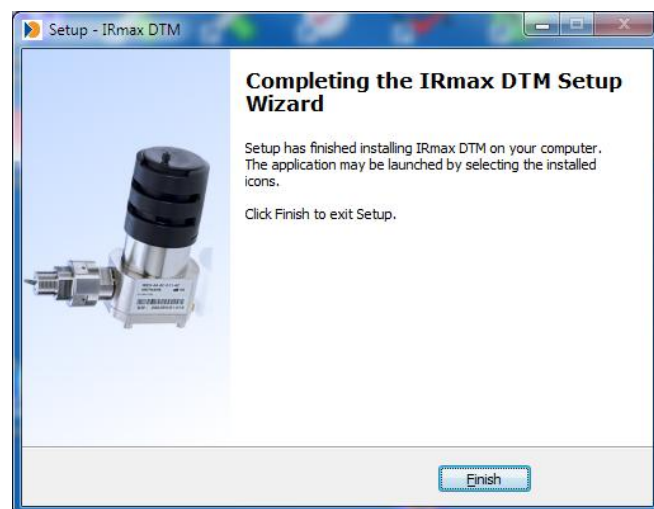 Setup - IRmax DTM
Completing the IRmax DTM Setup
Wizard
Setup has finished installing IRmax DTM on your computer.
The application may be launched by selecting the installed
icons.
Click Finish to exit Setup.
Finish